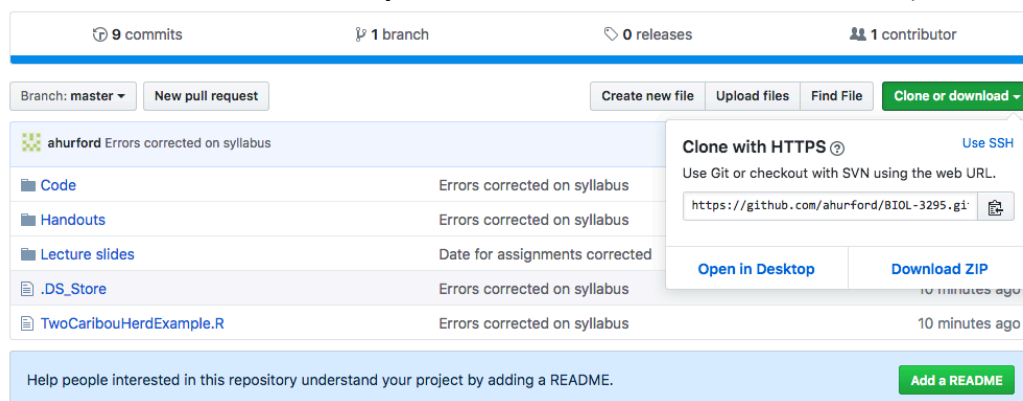 9 commits 1 branch 0 releases 1 contributor
Branch: master New pull request Create new file Upload files Find File Clone or download
ahurford Errors corrected on syllabus
Clone with HTTPS Use SSH
Use Git or checkout with SVN using the web URL.
https://github.com/ahurford/BIOL-3295.gi
Open in Desktop Download ZIP
Code Errors corrected on syllabus
Handouts Errors corrected on syllabus
Lecture slides Date for assignments corrected
.DS_Store Errors corrected on syllabus 10 minutes ago
TwoCaribouHerdExample.R Errors corrected on syllabus 10 minutes ago
Help people interested in this repository understand your project by adding a README. Add a README